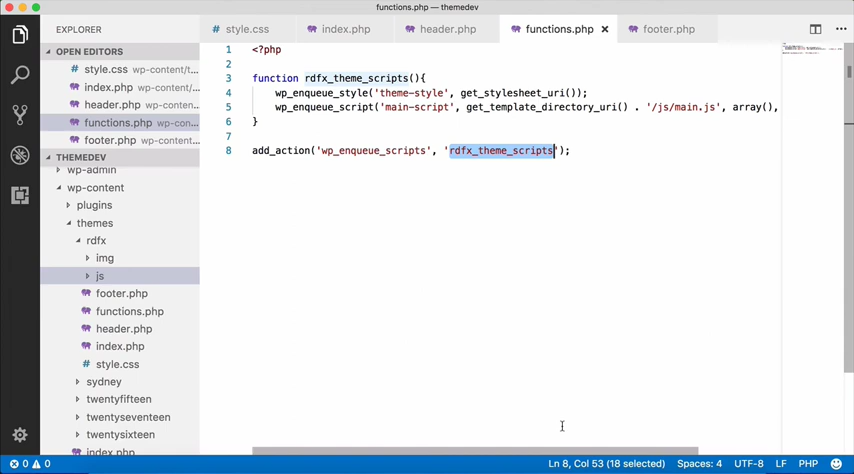 functions.php — themedev
EXPLORER
style.css
index.php
header.php
functions.php
footer.php
OPEN EDITORS
style.css wp-content/t...
index.php wp-content/...
header.php wp-conten...
functions.php wp-con...
footer.php wp-content...
THEMEDEV
wp-admin
wp-content
plugins
themes
rdfx
img
js
footer.php
functions.php
header.php
index.php
style.css
sydney
twentyfifteen
twentyseventeen
twentysixteen
index.php
1 <?php
2
3 function rdfx_theme_scripts(){
4 wp_enqueue_style('theme-style', get_stylesheet_uri());
5 wp_enqueue_script('main-script', get_template_directory_uri() . '/js/main.js', array(),
6 }
7
8 add_action('wp_enqueue_scripts', 'rdfx_theme_scripts');
0 0
Ln 8, Col 53 (18 selected) Spaces: 4 UTF-8 LF PHP